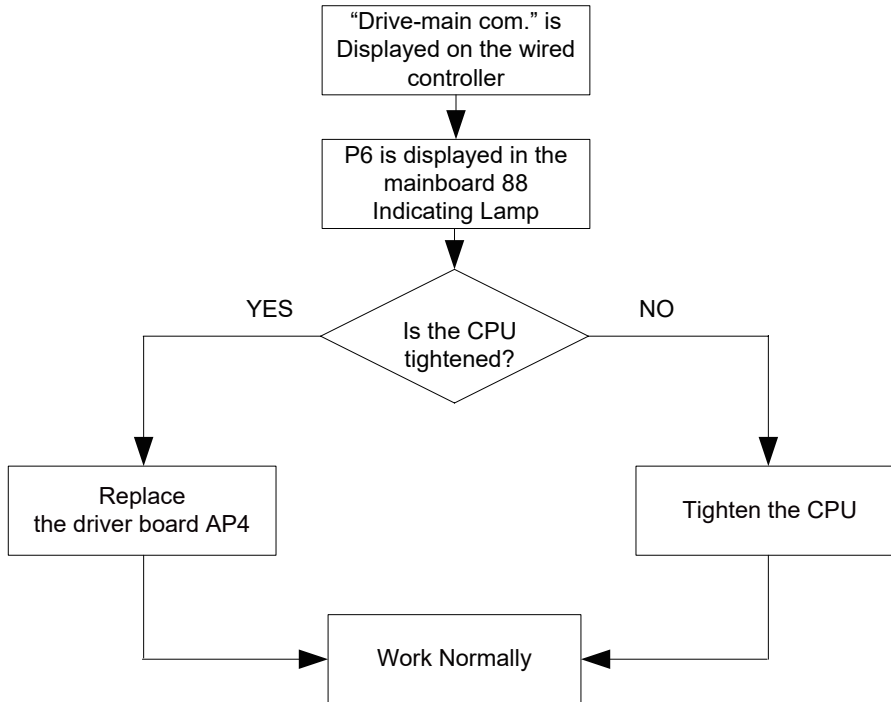 “Drive-main com.” is
Displayed on the wired
controller
P6 is displayed in the
mainboard 88
Indicating Lamp
YES
NO
Is the CPU
tightened?
Replace
the driver board AP4
Tighten the CPU
Work Normally